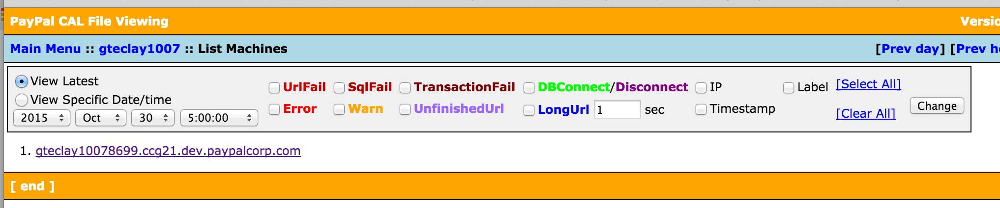 PayPal CAL File Viewing
Main Menu :: gteclay1007 :: List Machines [Prev day] [Prev
View Latest
View Specific Date/time
2015 Oct 30 5:00:00
UrlFail SqlFail TransactionFail DBConnect/Disconnect IP Label [Select All]
Error Warn UnfinishedUrl LongUrl 1 sec Timestamp [Clear All]
Change
1. gteclay10078699.ccg21.dev.paypalcorp.com
[ end ]